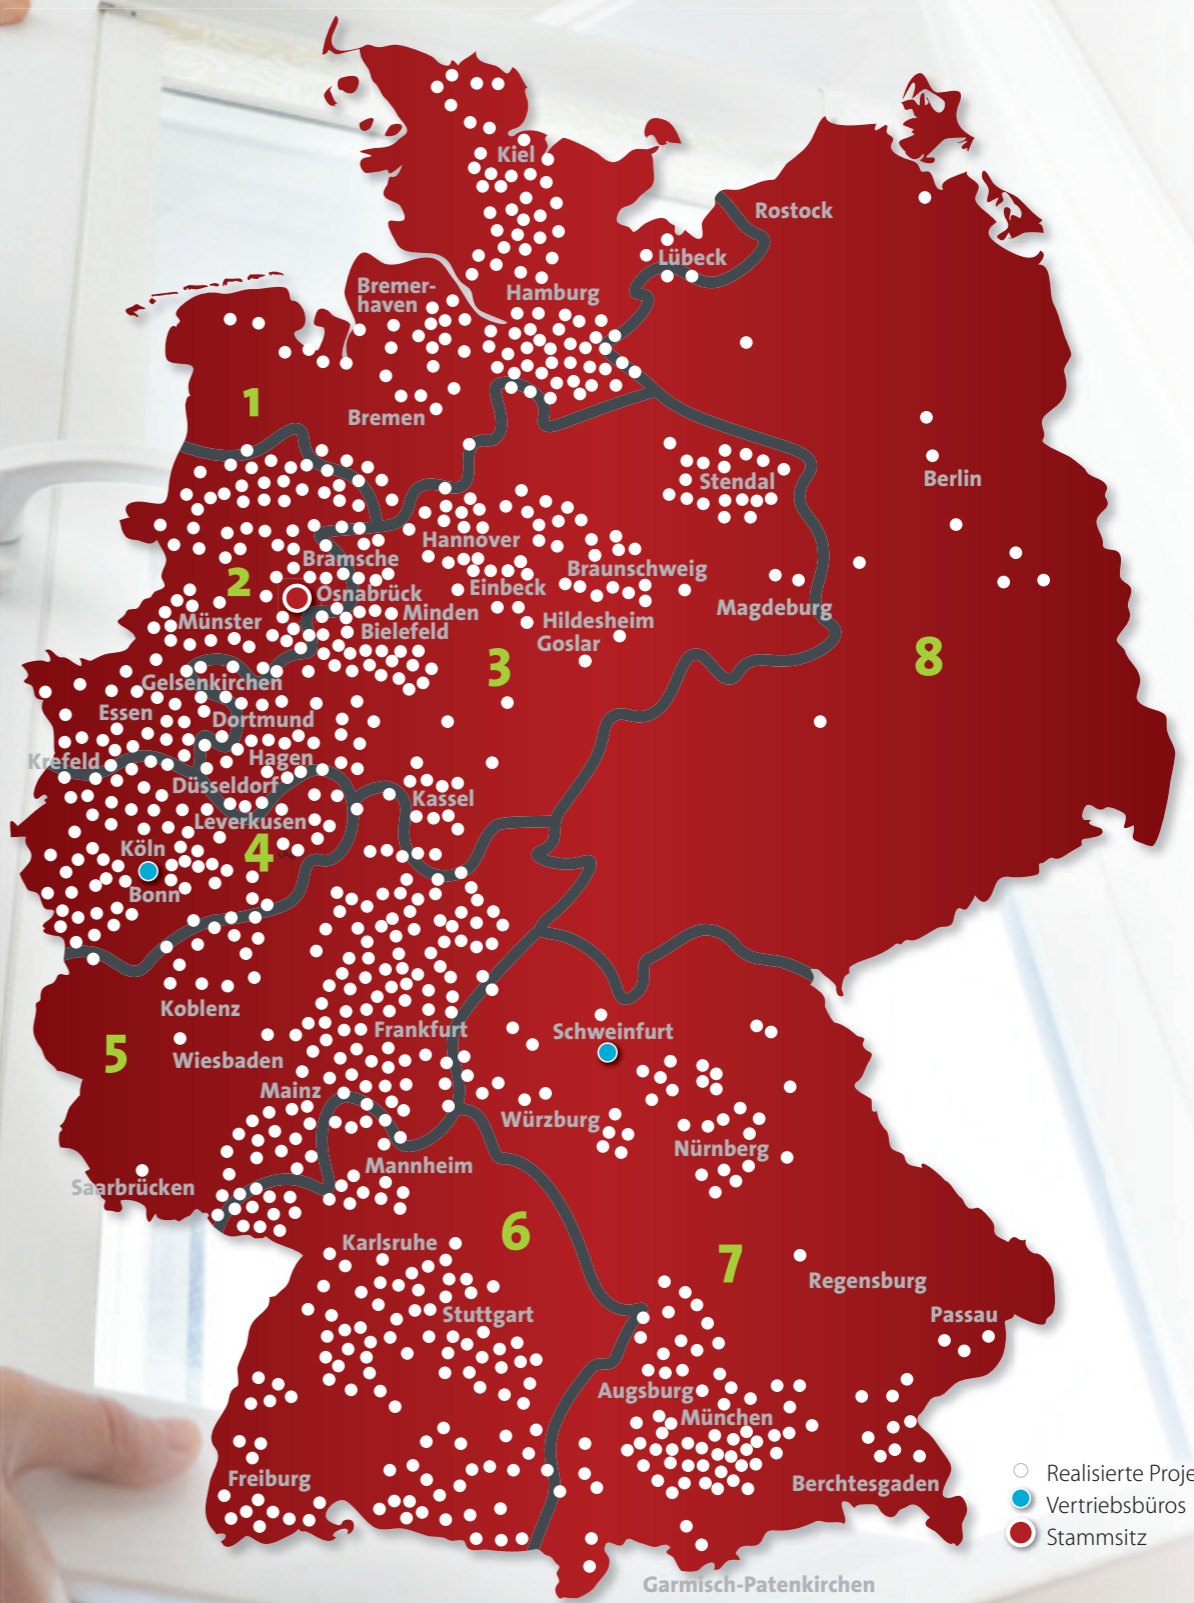 Kiel
Rostock
Lübeck
Bremer-
haven
Hamburg
1
Bremen
Stendal
Berlin
Hannover
Bramsche
Braunschweig
2
Osnabrück
Einbeck
Minden
Magdeburg
Münster
Bielefeld
Hildesheim
Goslar
3
8
Gelsenkirchen
Essen
Dortmund
Krefeld
Hagen
Düsseldorf
Kassel
Leverkusen
Köln
4
Bonn
Koblenz
Frankfurt
Schweinfurt
5
Wiesbaden
Mainz
Würzburg
Nürnberg
Mannheim
Saarbrücken
6
Karlsruhe
7
Regensburg
Stuttgart
Passau
Augsburg
München
Freiburg
Berchtesgaden
Realisierte Proje
Vertriebsbüros
Stammsitz
Garmisch-Patenkirchen